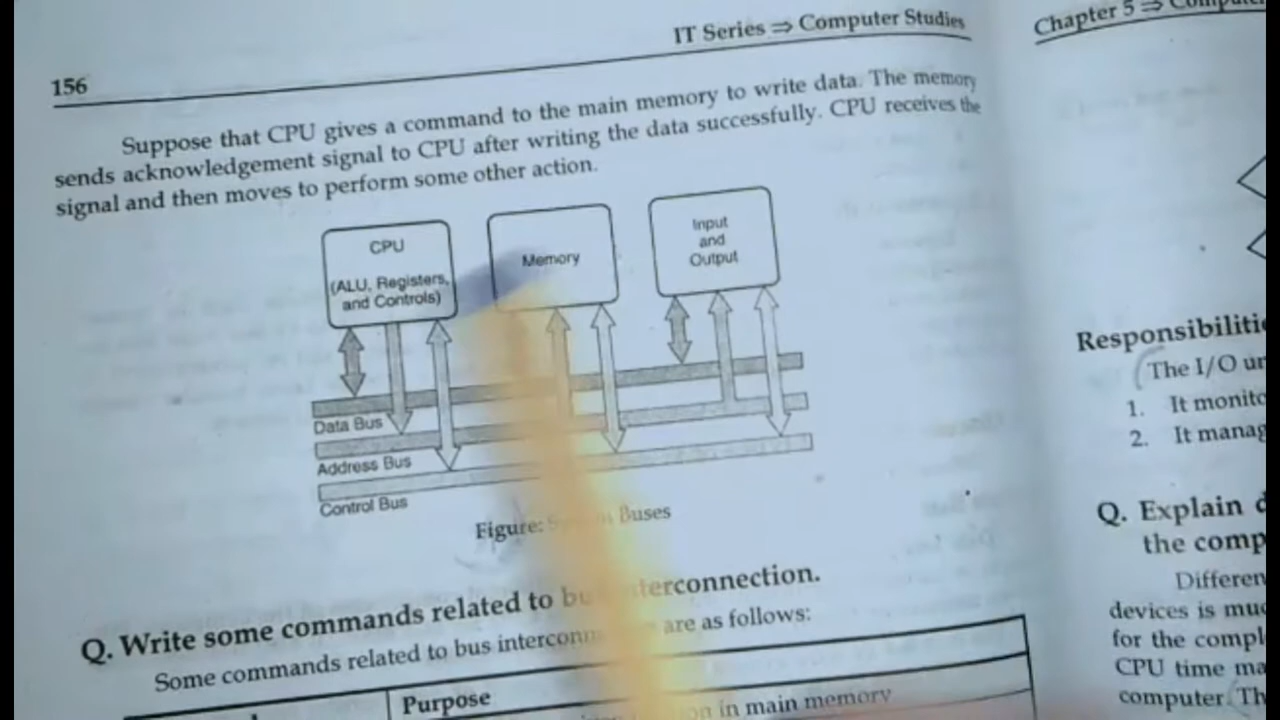 156
IT Series ⇒ Computer Studies
Suppose that CPU gives a command to the main memory to write data. The memory
sends acknowledgement signal to CPU after writing the data successfully. CPU receives the
signal and then moves to perform some other action.
CPU
(ALU, Registers,
and Controls)
Memory
Input
and
Output
Data Bus
Address Bus
Control Bus
Figure: Buses
Q. Write some commands related to interconnection.
Some commands related to bus are as follows:
Purpose
in main memory
Chapter 5 ⇒
Responsibiliti
The I/O un
1. It monito
2. It manag
Q. Explain d
the comp
Differen
devices is muc
for the compl
CPU time ma
computer. Th